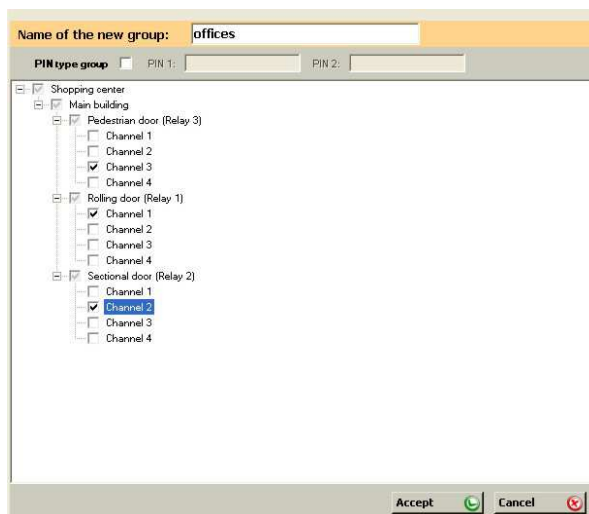 Name of the new group: offices
PIN type group PIN 1: PIN 2:
Shopping center
Main building
Pedestrian door (Relay 3)
Channel 1
Channel 2
Channel 3
Channel 4
Rolling door (Relay 1)
Channel 1
Channel 2
Channel 3
Channel 4
Sectional door (Relay 2)
Channel 1
Channel 2
Channel 3
Channel 4
Accept Cancel